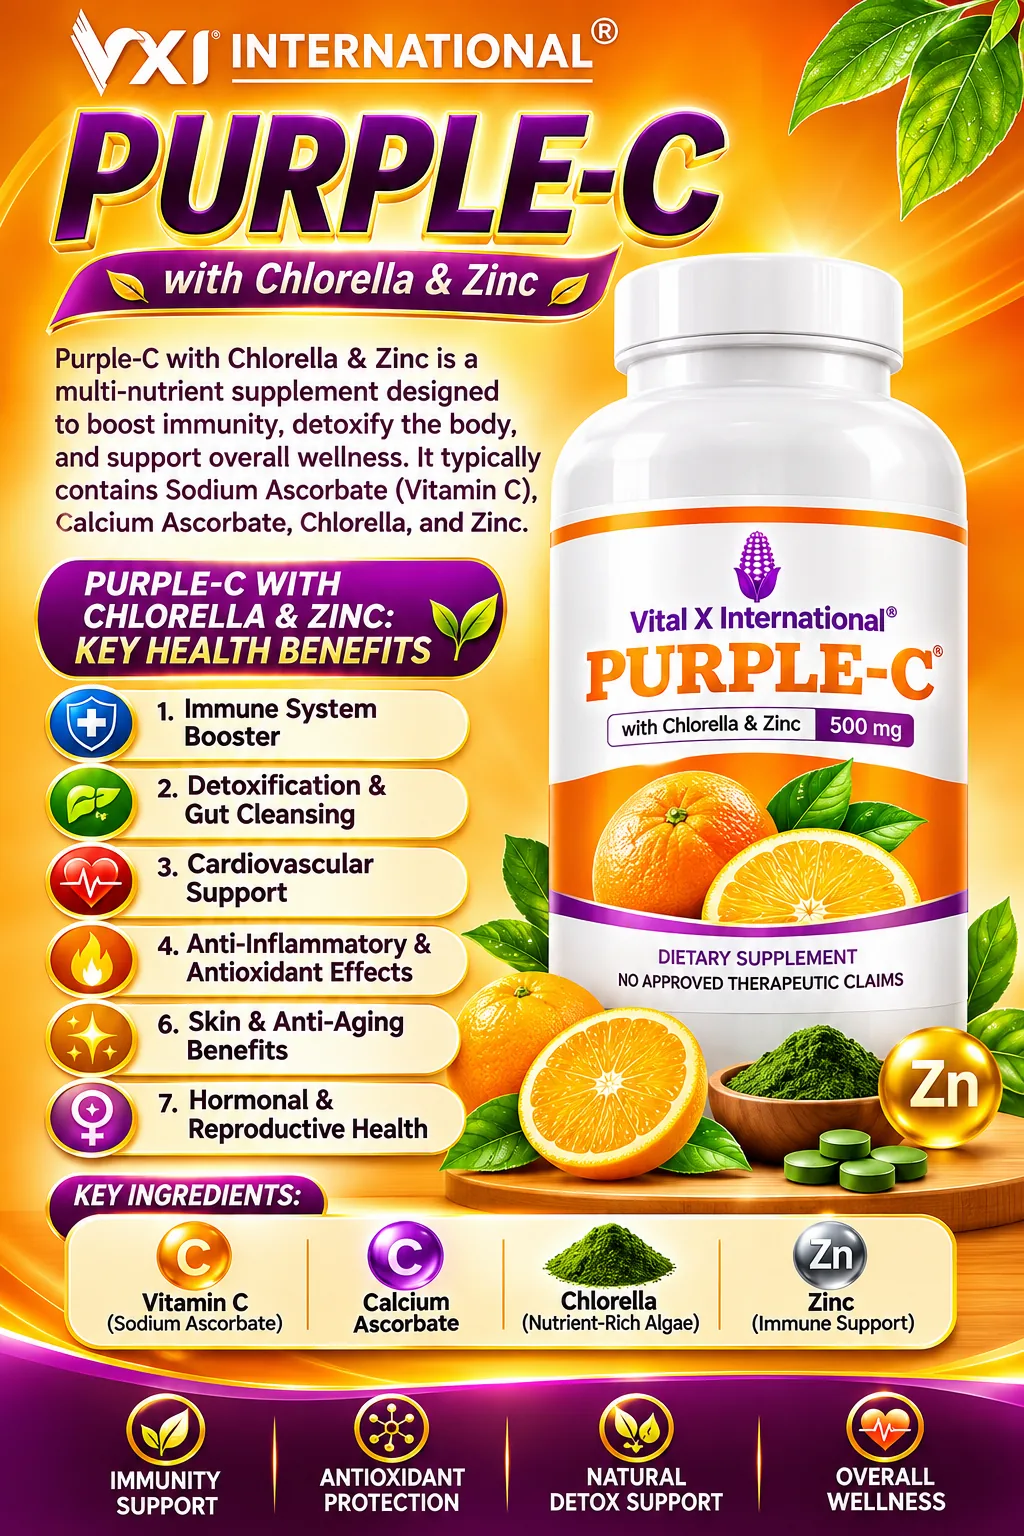 VXI® INTERNATIONAL®
PURPLE-C
with Chlorella & Zinc
Purple-C with Chlorella & Zinc is a
multi-nutrient supplement designed
to boost immunity, detoxify the body,
and support overall wellness. It typically
contains Sodium Ascorbate (Vitamin C),
Calcium Ascorbate, Chlorella, and Zinc.
PURPLE-C WITH
CHLORELLA & ZINC:
KEY HEALTH BENEFITS
1. Immune System
Booster
2. Detoxification &
Gut Cleansing
3. Cardiovascular
Support
4. Anti-Inflammatory &
Antioxidant Effects
6. Skin & Anti-Aging
Benefits
7. Hormonal &
Reproductive Health
Vital X International®
PURPLE-C®
with Chlorella & Zinc 500 mg
DIETARY SUPPLEMENT
NO APPROVED THERAPEUTIC CLAIMS
Zn
KEY INGREDIENTS:
C
Vitamin C
(Sodium Ascorbate)
C
Calcium
Ascorbate
Chlorella
(Nutrient-Rich Algae)
Zn
Zinc
(Immune Support)
IMMUNITY
SUPPORT
ANTIOXIDANT
PROTECTION
NATURAL
DETOX SUPPORT
OVERALL
WELLNESS